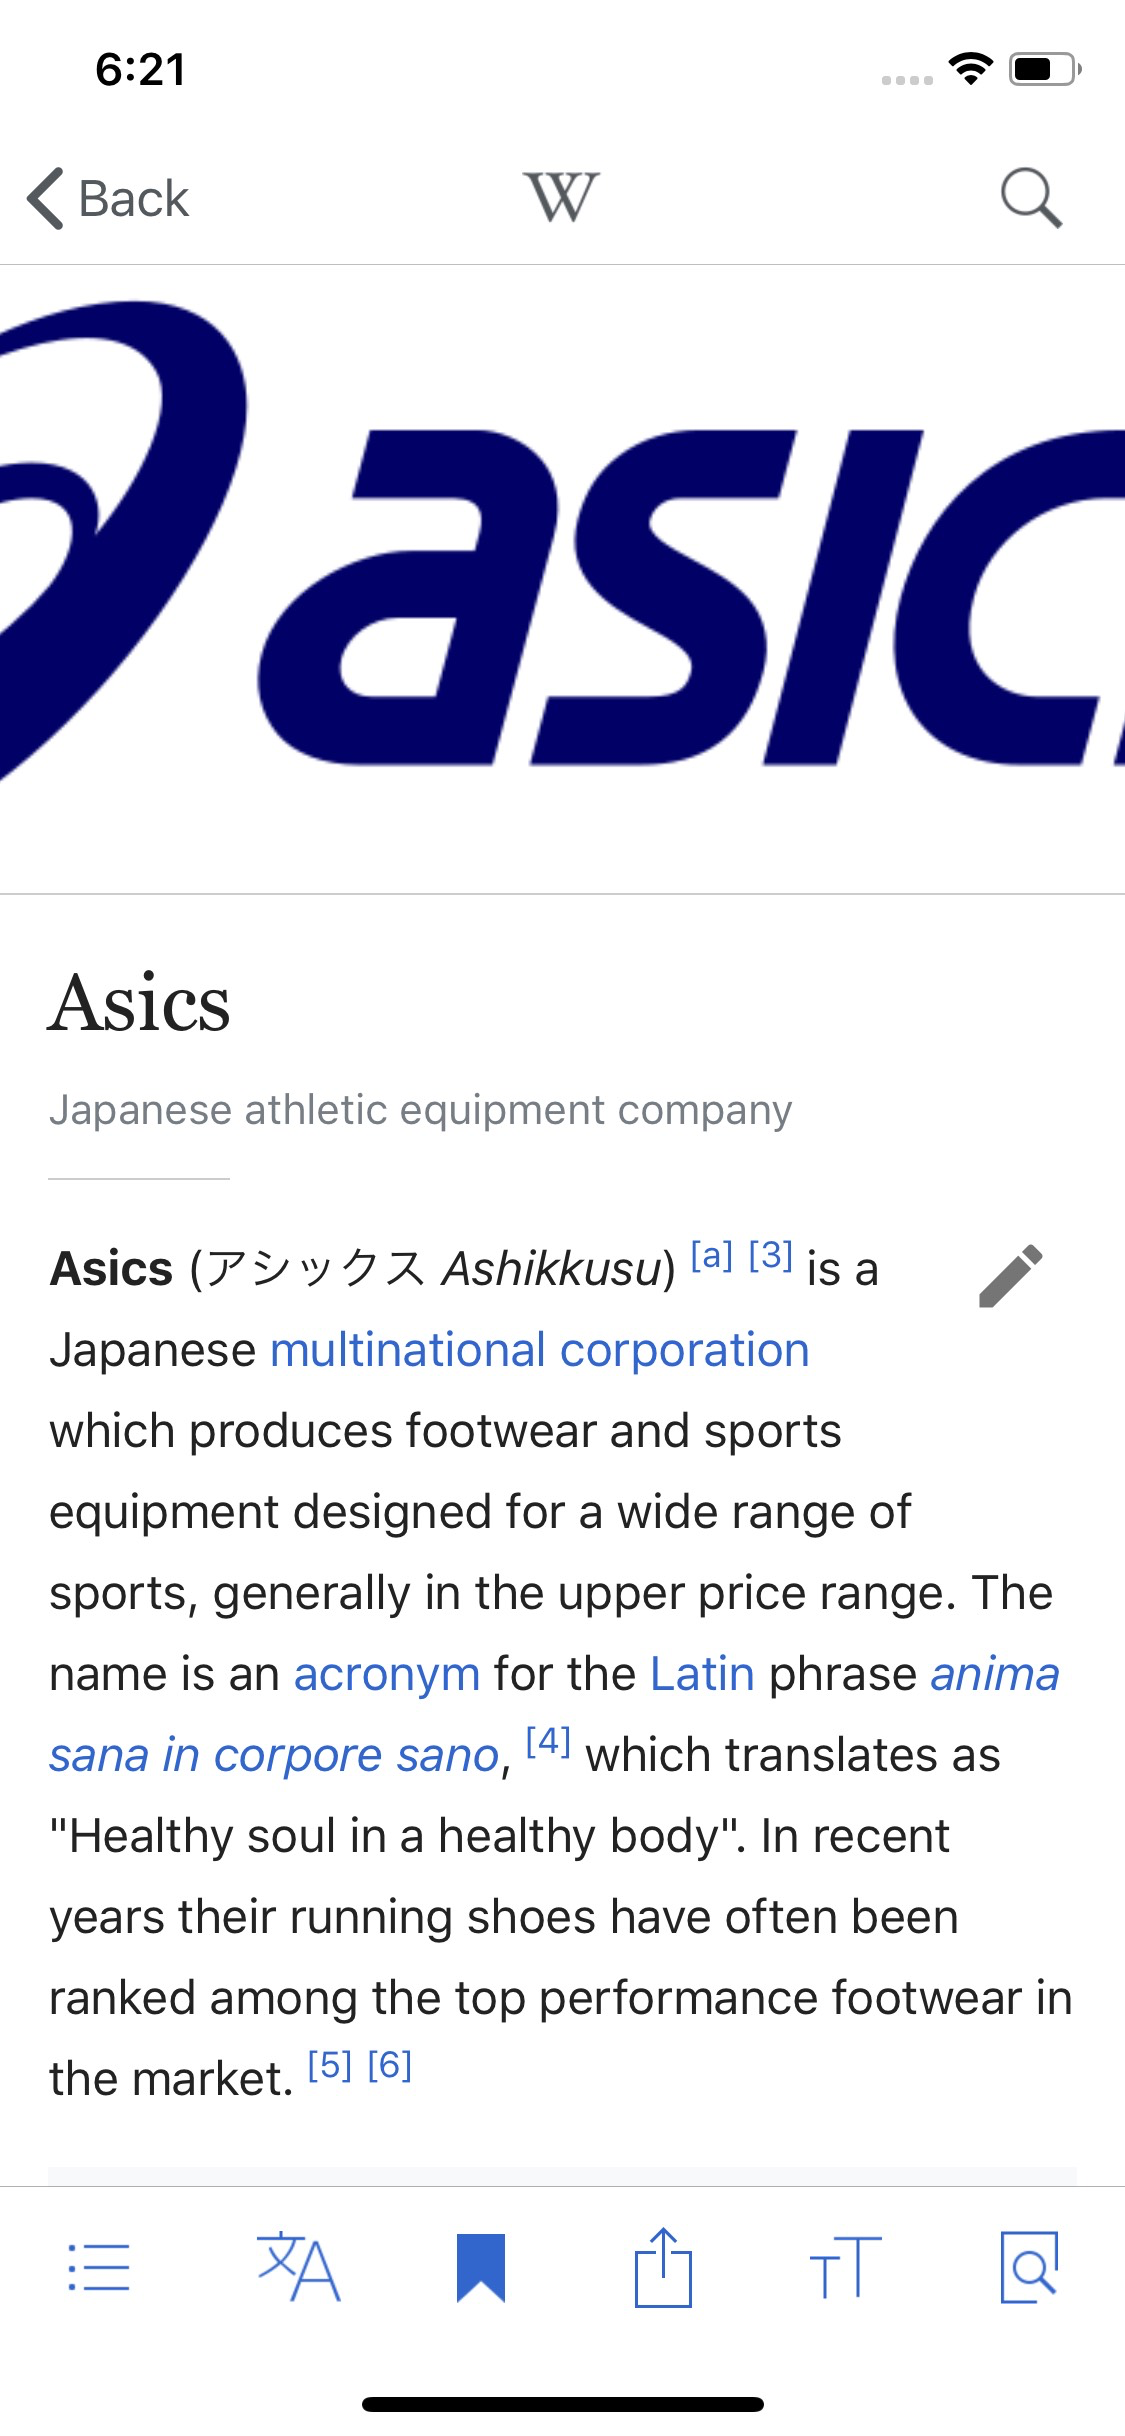 6:21
Back
W
asic
Asics
Japanese athletic equipment company
Asics (アシックス Ashikkusu) [a] [3] is a
Japanese multinational corporation
which produces footwear and sports
equipment designed for a wide range of
sports, generally in the upper price range. The
name is an acronym for the Latin phrase anima
sana in corpore sano, [4] which translates as
"Healthy soul in a healthy body". In recent
years their running shoes have often been
ranked among the top performance footwear in
the market. [5] [6]
文A
TT